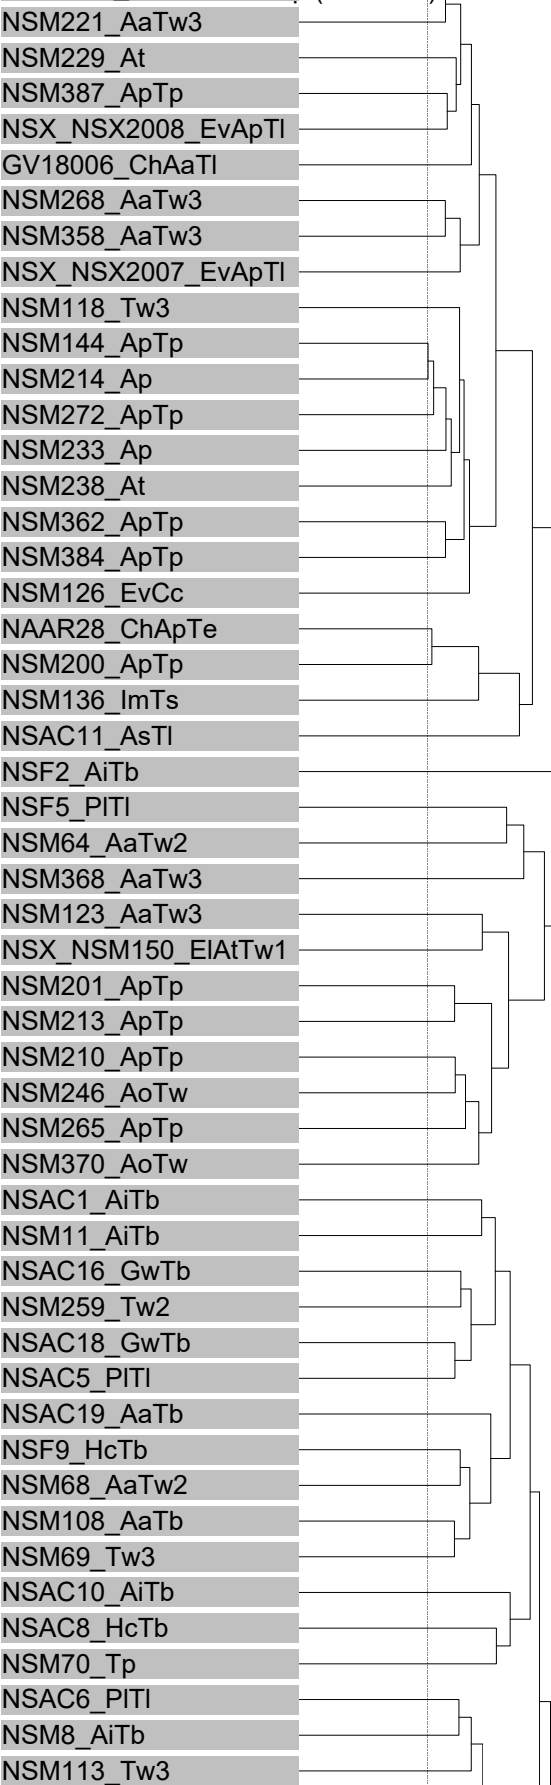 NSM221_AaTw3
NSM229_At
NSM387_ApTp
NSX_NSX2008_EvApTl
GV18006_ChAaTl
NSM268_AaTw3
NSM358_AaTw3
NSX_NSX2007_EvApTl
NSM118_Tw3
NSM144_ApTp
NSM214_Ap
NSM272_ApTp
NSM233_Ap
NSM238_At
NSM362_ApTp
NSM384_ApTp
NSM126_EvCc
NAAR28_ChApTe
NSM200_ApTp
NSM136_ImTs
NSAC11_AsTl
NSF2_AiTb
NSF5_PlTl
NSM64_AaTw2
NSM368_AaTw3
NSM123_AaTw3
NSX_NSM150_ElAtTw1
NSM201_ApTp
NSM213_ApTp
NSM210_ApTp
NSM246_AoTw
NSM265_ApTp
NSM370_AoTw
NSAC1_AiTb
NSM11_AiTb
NSAC16_GwTb
NSM259_Tw2
NSAC18_GwTb
NSAC5_PlTl
NSAC19_AaTb
NSF9_HcTb
NSM68_AaTw2
NSM108_AaTb
NSM69_Tw3
NSAC10_AiTb
NSAC8_HcTb
NSM70_Tp
NSAC6_PlTl
NSM8_AiTb
NSM113_Tw3